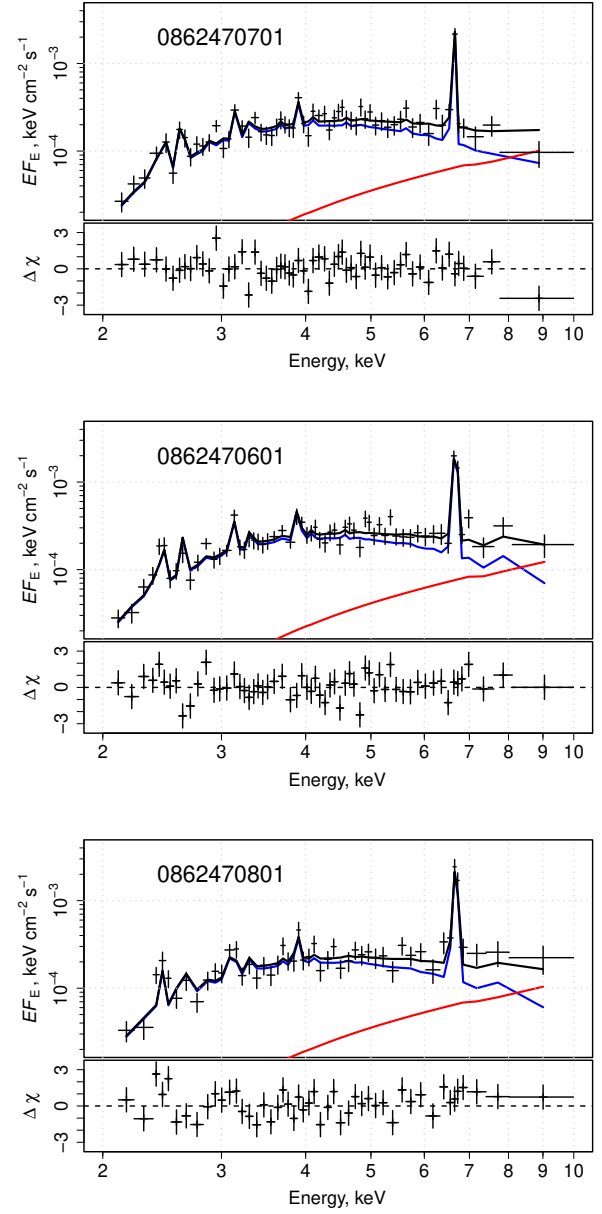 0862470701
EF_E , keV cm⁻² s⁻¹
10⁻³
10⁻⁴
Δ χ
3
0
−3
2 3 4 5 6 7 8 9 10
Energy, keV
0862470601
EF_E , keV cm⁻² s⁻¹
10⁻³
10⁻⁴
Δ χ
3
0
−3
2 3 4 5 6 7 8 9 10
Energy, keV
0862470801
EF_E , keV cm⁻² s⁻¹
10⁻³
10⁻⁴
Δ χ
3
0
−3
2 3 4 5 6 7 8 9 10
Energy, keV